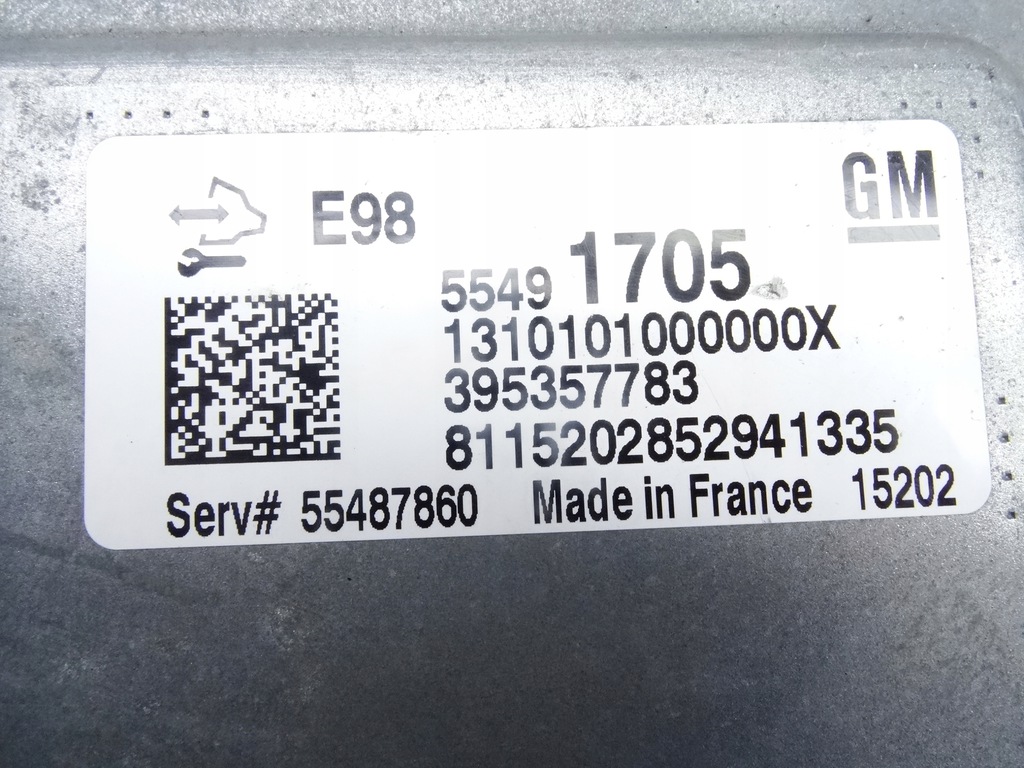 GM
E98
5549 1705
1310101000000X
395357783
8115202852941335
Serv# 55487860 Made in France 15202